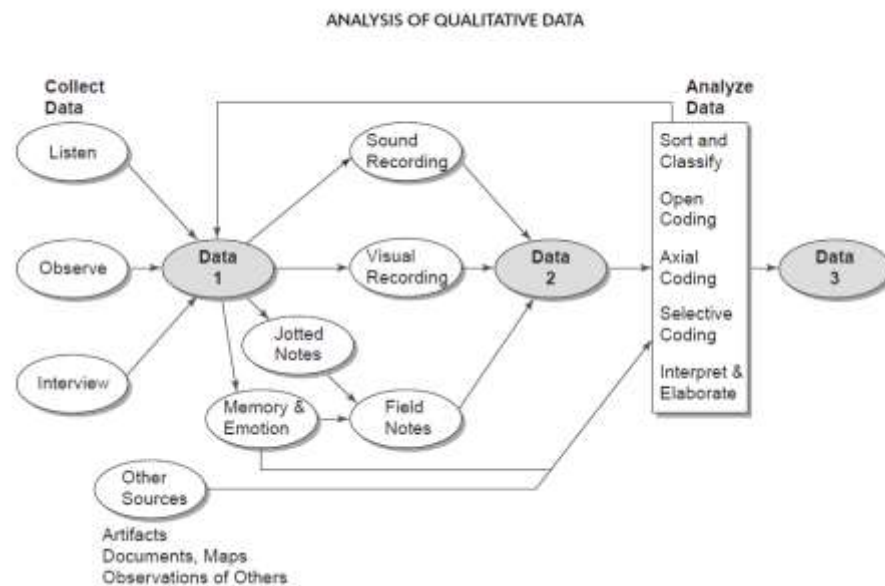 ANALYSIS OF QUALITATIVE DATA
Collect
Data
Analyze
Data
Listen
Sound
Recording
Sort and
Classify
Open
Coding
Observe
Data
1
Visual
Recording
Data
2
Axial
Coding
Data
3
Jotted
Notes
Selective
Coding
Interview
Memory &
Emotion
Field
Notes
Interpret &
Elaborate
Other
Sources
Artifacts
Documents, Maps
Observations of Others